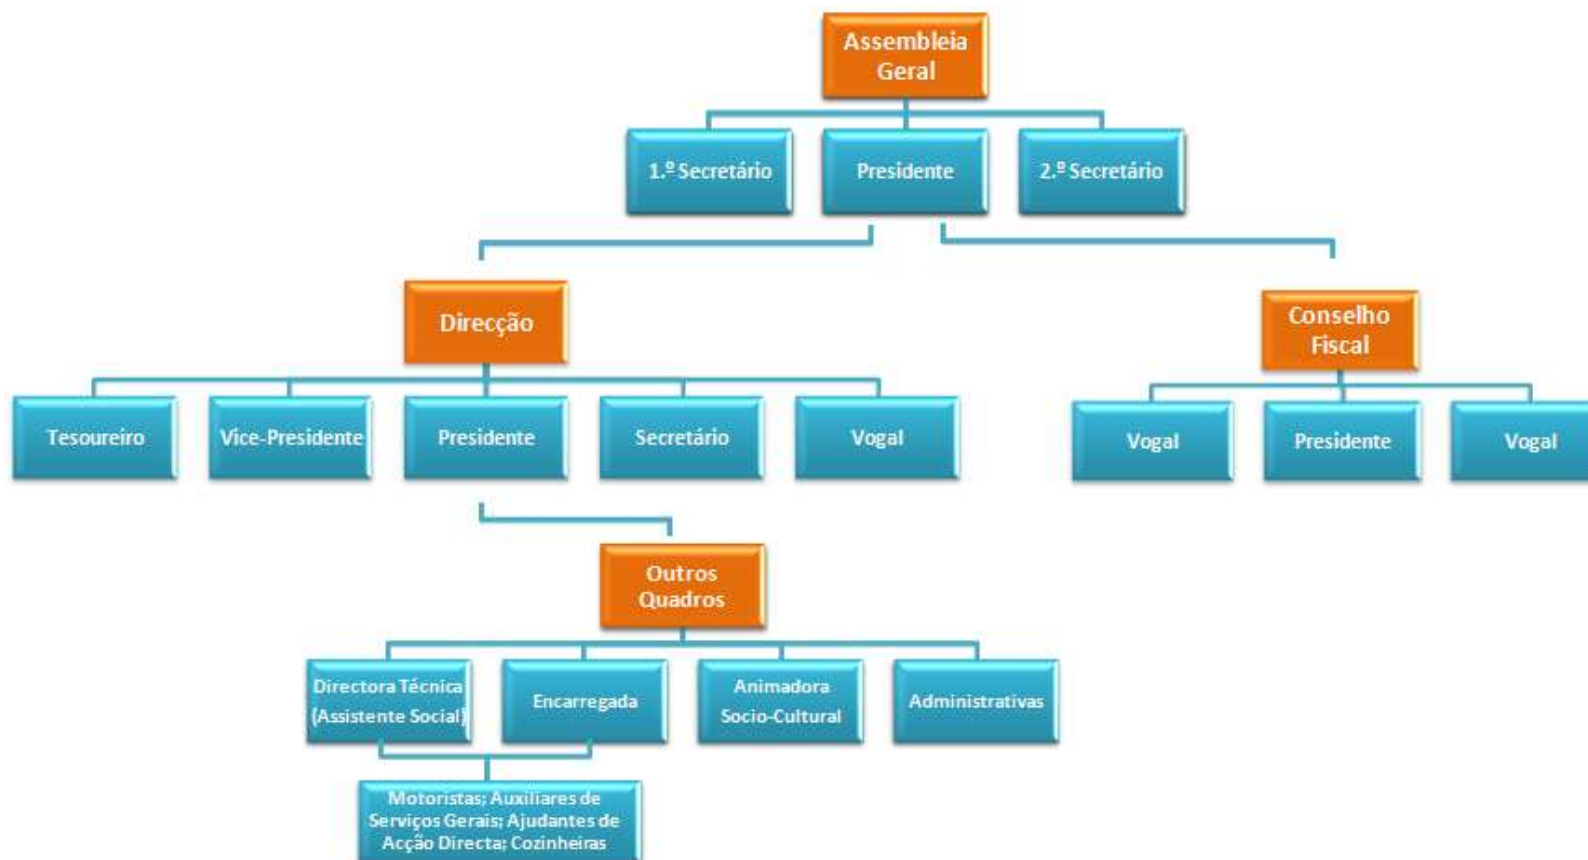 Assembleia
Geral
1.º Secretário
Presidente
2.º Secretário
Direcção
Conselho
Fiscal
Tesoureiro
Vice-Presidente
Presidente
Secretário
Vogal
Vogal
Presidente
Vogal
Outros
Quadros
Directora Técnica
(Assistente Social)
Encarregada
Animadora
Socio-Cultural
Administrativas
Motoristas; Auxiliares de
Serviços Gerais; Ajudantes de
Acção Directa; Cozinheiras